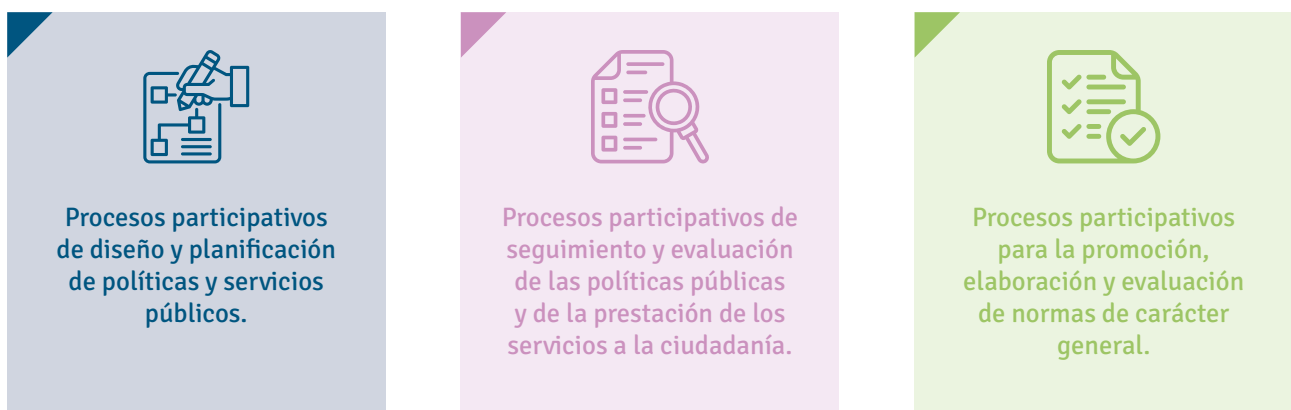 Procesos participativos
de diseño y planificación
de políticas y servicios
públicos.
Procesos participativos de
seguimiento y evaluación
de las políticas públicas
y de la prestación de los
servicios a la ciudadanía.
Procesos participativos
para la promoción,
elaboración y evaluación
de normas de carácter
general.